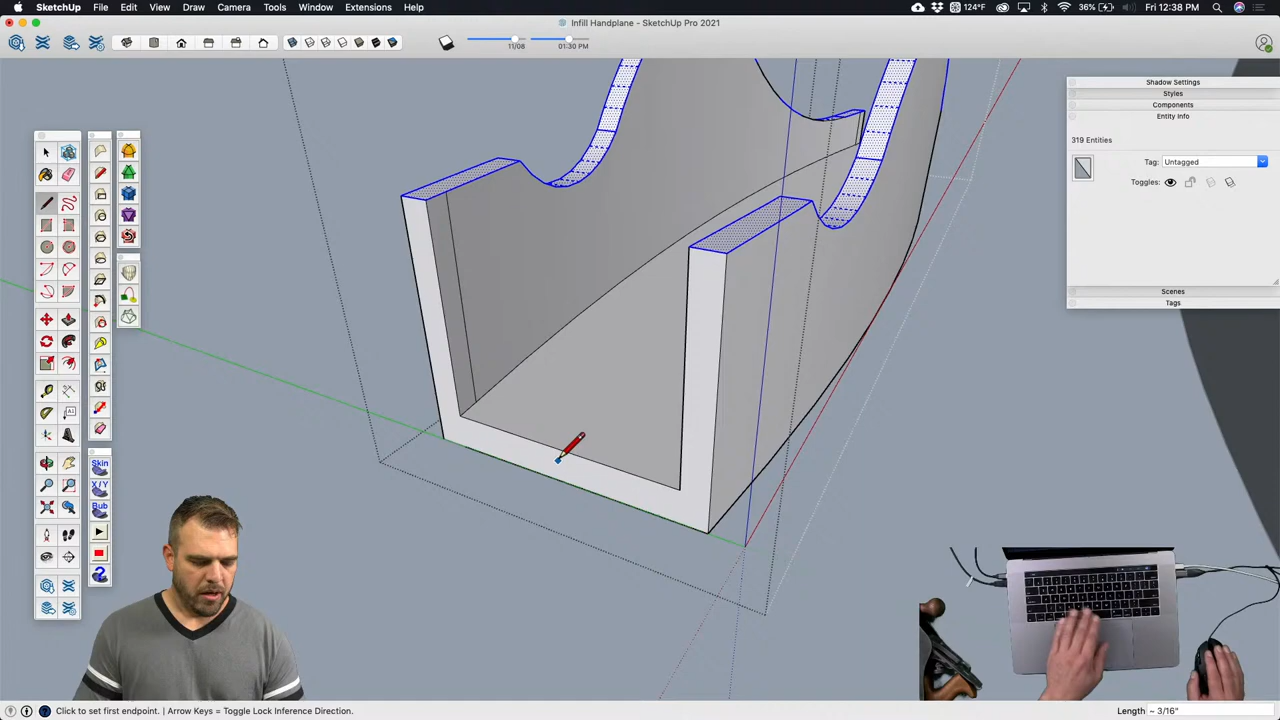 SketchUp File Edit View Draw Camera Tools Window Extensions Help
124°F 36% Fri 12:38 PM
Infill Handplane - SketchUp Pro 2021
11/08 01:30 PM
Shadow Settings
Styles
Components
Entity Info
319 Entities
Tag: Untagged
Toggles:
Scenes
Tags
A1
Skin
X/Y
Bub
Click to set first endpoint. | Arrow Keys = Toggle Lock Inference Direction.
Length ~ 3/16"